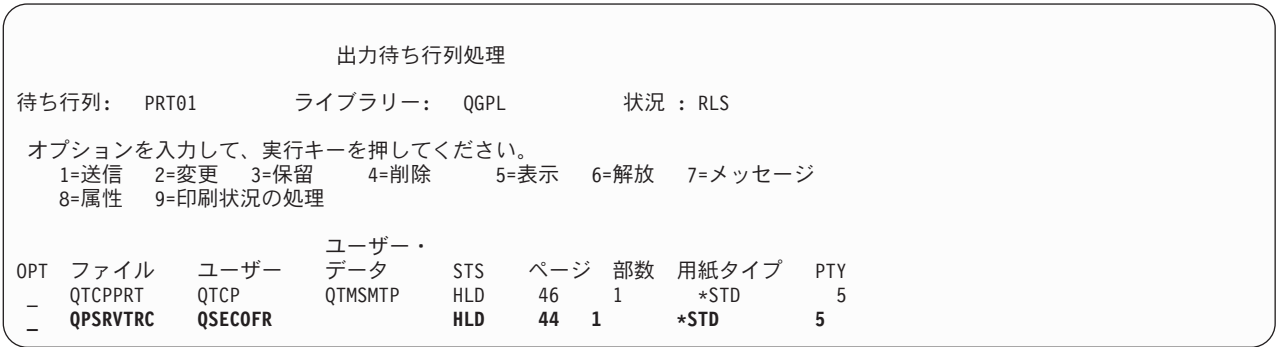 出力待ち行列処理
待ち行列: PRT01 ライブラリー: QGPL 状況 : RLS
オプションを入力して、実行キーを押してください。
1=送信 2=変更 3=保留 4=削除 5=表示 6=解放 7=メッセージ
8=属性 9=印刷状況の処理
ユーザー・
OPT ファイル ユーザー データ STS ページ 部数 用紙タイプ PTY
_ QTCPPRT QTCP QTMSMTP HLD 46 1 *STD 5
_ QPSRVTRC QSECOFR HLD 44 1 *STD 5